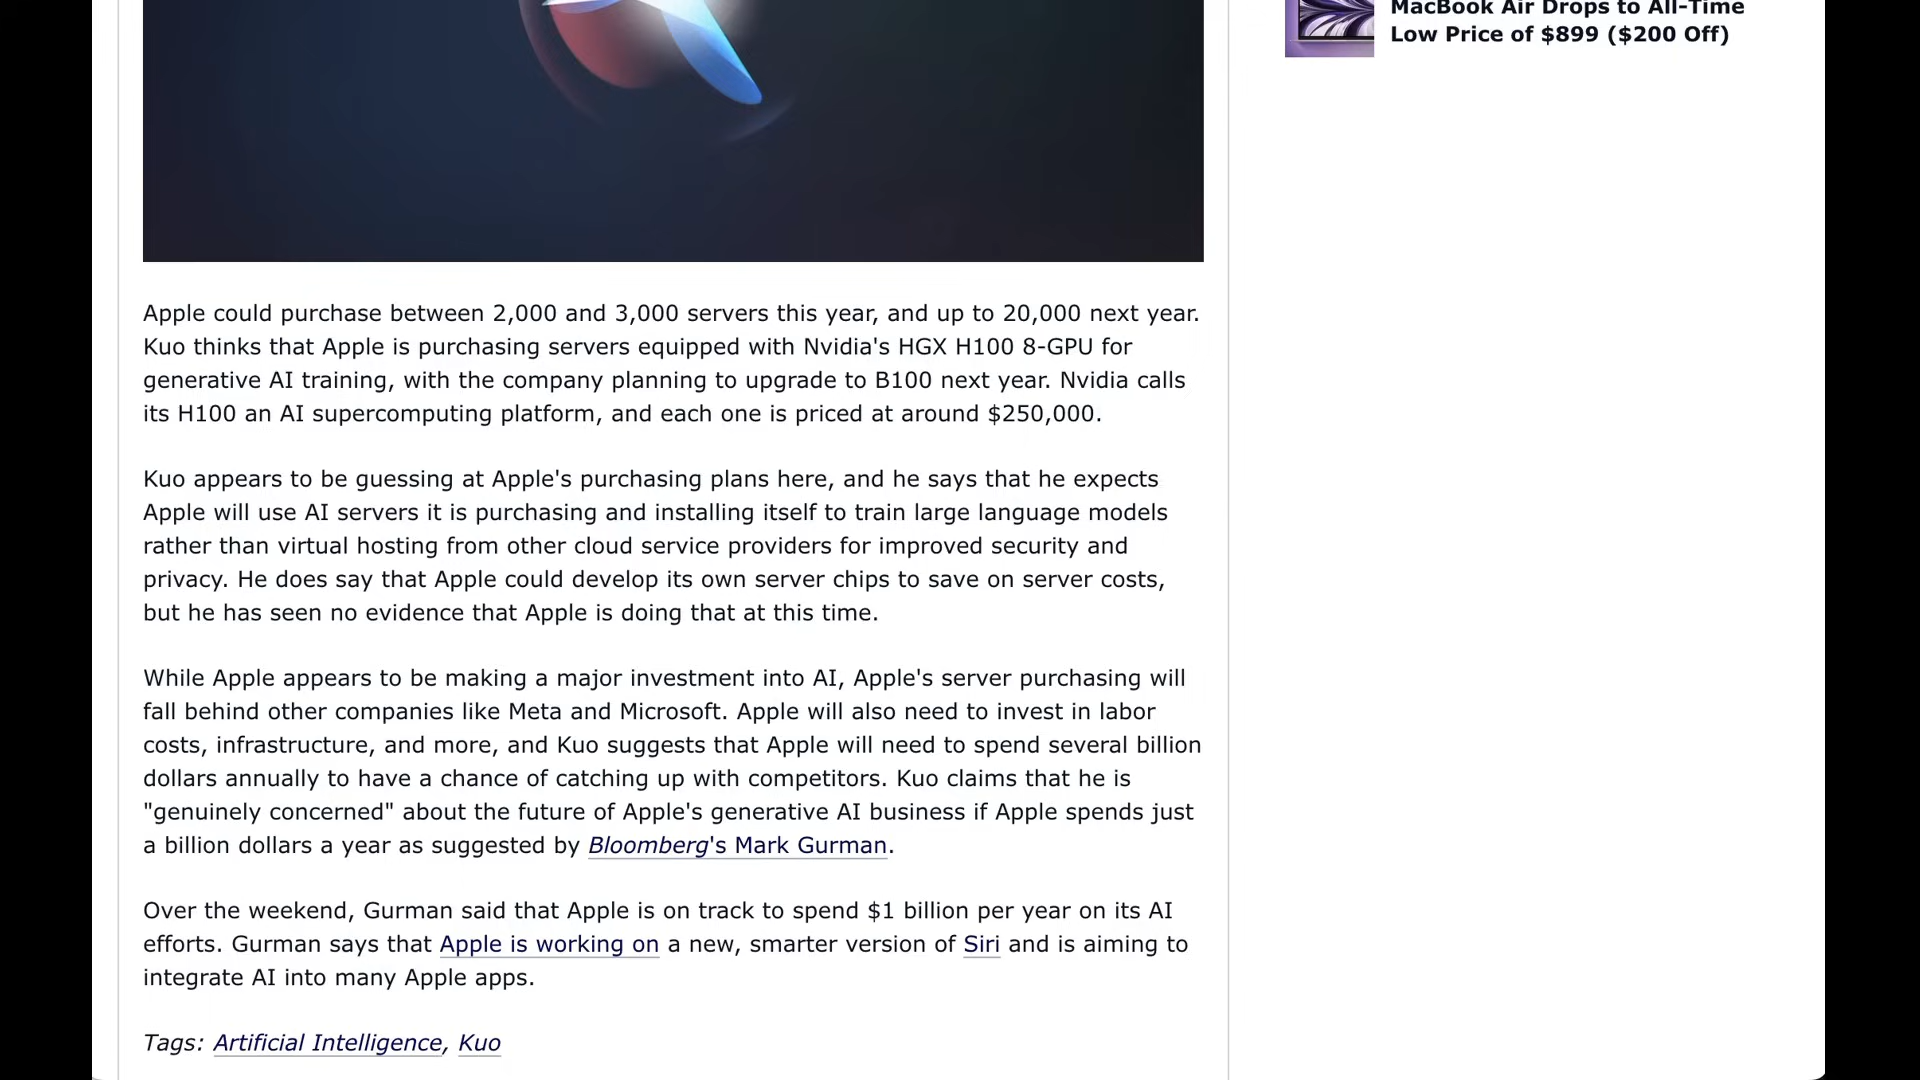 MacBook Air Drops to All-Time
Low Price of $899 ($200 Off)
Apple could purchase between 2,000 and 3,000 servers this year, and up to 20,000 next year.
Kuo thinks that Apple is purchasing servers equipped with Nvidia's HGX H100 8-GPU for
generative AI training, with the company planning to upgrade to B100 next year. Nvidia calls
its H100 an AI supercomputing platform, and each one is priced at around $250,000.
Kuo appears to be guessing at Apple's purchasing plans here, and he says that he expects
Apple will use AI servers it is purchasing and installing itself to train large language models
rather than virtual hosting from other cloud service providers for improved security and
privacy. He does say that Apple could develop its own server chips to save on server costs,
but he has seen no evidence that Apple is doing that at this time.
While Apple appears to be making a major investment into AI, Apple's server purchasing will
fall behind other companies like Meta and Microsoft. Apple will also need to invest in labor
costs, infrastructure, and more, and Kuo suggests that Apple will need to spend several billion
dollars annually to have a chance of catching up with competitors. Kuo claims that he is
"genuinely concerned" about the future of Apple's generative AI business if Apple spends just
a billion dollars a year as suggested by Bloomberg's Mark Gurman.
Over the weekend, Gurman said that Apple is on track to spend $1 billion per year on its AI
efforts. Gurman says that Apple is working on a new, smarter version of Siri and is aiming to
integrate AI into many Apple apps.
Tags: Artificial Intelligence, Kuo